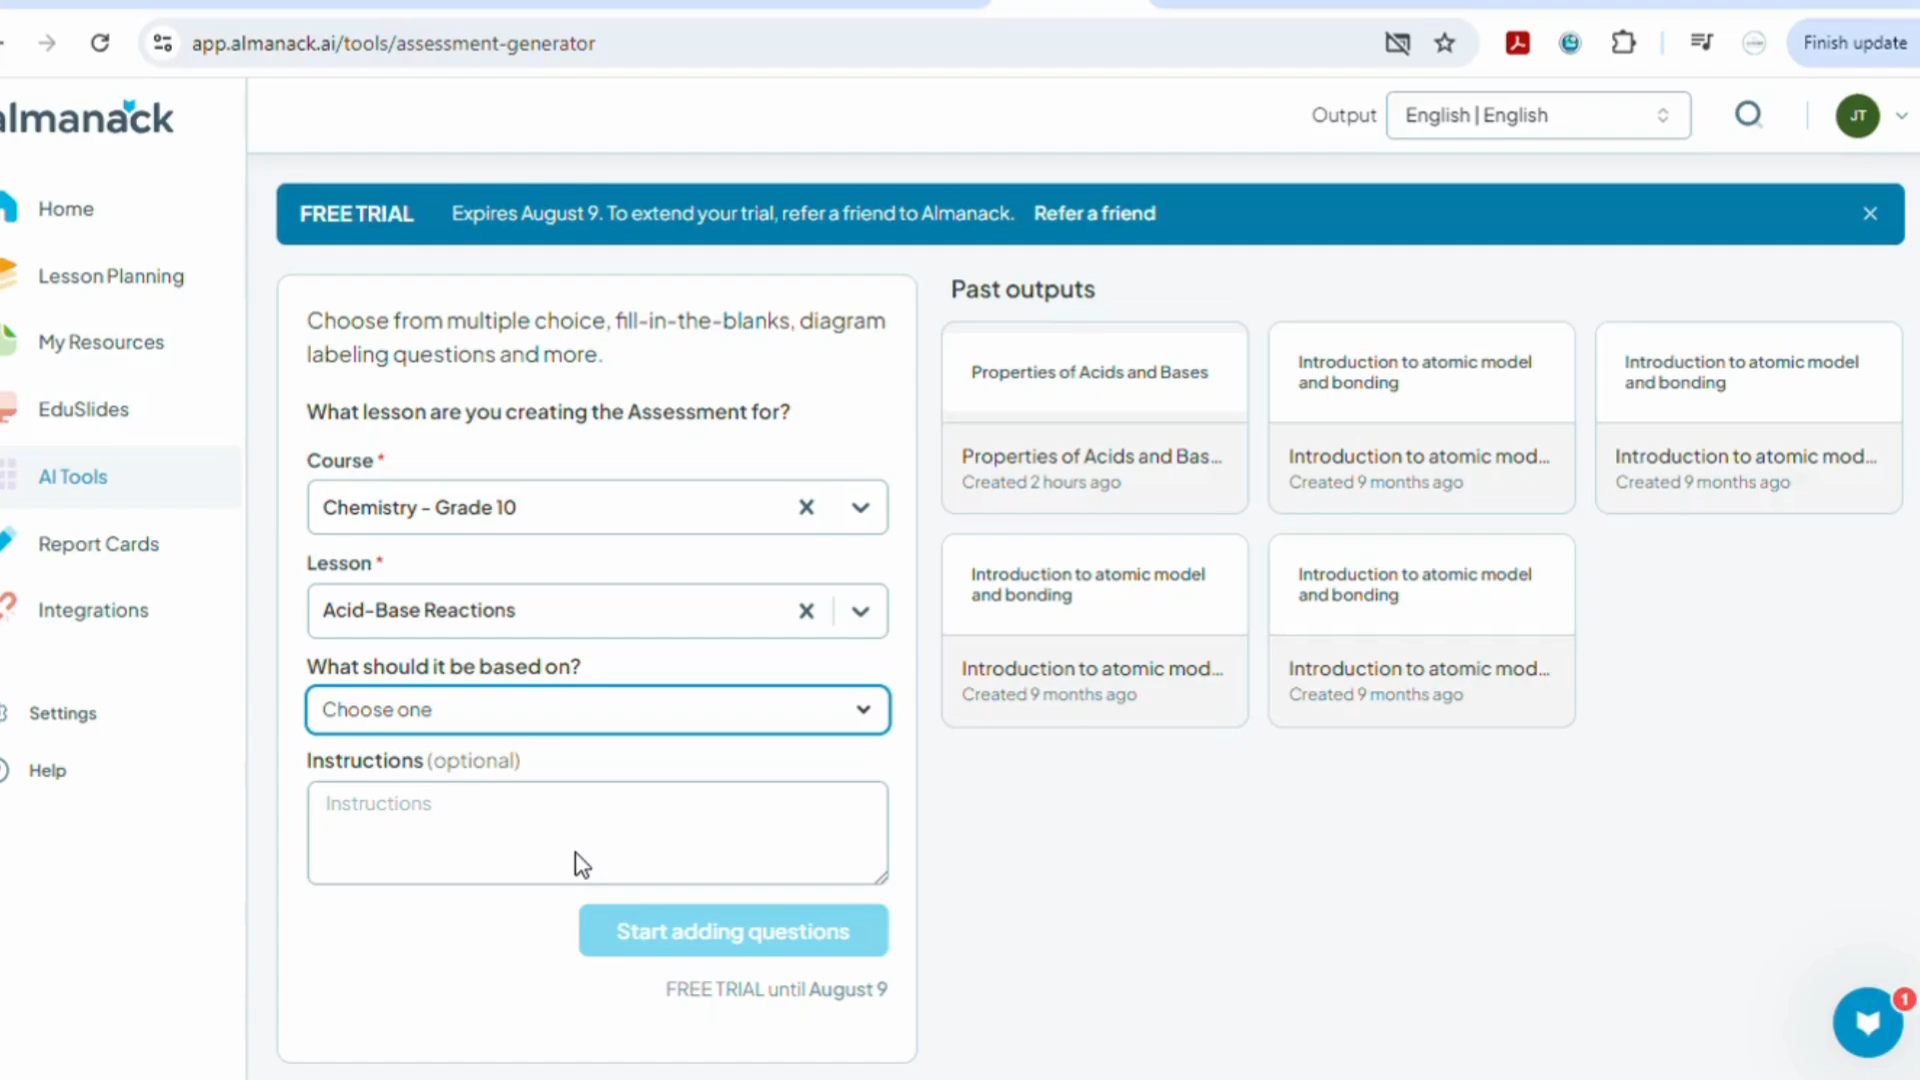 app.almanack.ai/tools/assessment-generator
Finish update
almanack
Output
English | English
JT
Home
Lesson Planning
My Resources
EduSlides
AI Tools
Report Cards
Integrations
Settings
Help
FREE TRIAL Expires August 9. To extend your trial, refer a friend to Almanack. Refer a friend
Choose from multiple choice, fill-in-the-blanks, diagram
labeling questions and more.
What lesson are you creating the Assessment for?
Course *
Chemistry - Grade 10
Lesson *
Acid-Base Reactions
What should it be based on?
Choose one
Instructions (optional)
Instructions
Start adding questions
FREE TRIAL until August 9
Past outputs
Properties of Acids and Bases
Properties of Acids and Bas...
Created 2 hours ago
Introduction to atomic model
and bonding
Introduction to atomic mod...
Created 9 months ago
Introduction to atomic model
and bonding
Introduction to atomic mod...
Created 9 months ago
Introduction to atomic model
and bonding
Introduction to atomic mod...
Created 9 months ago
Introduction to atomic model
and bonding
Introduction to atomic mod...
Created 9 months ago
1